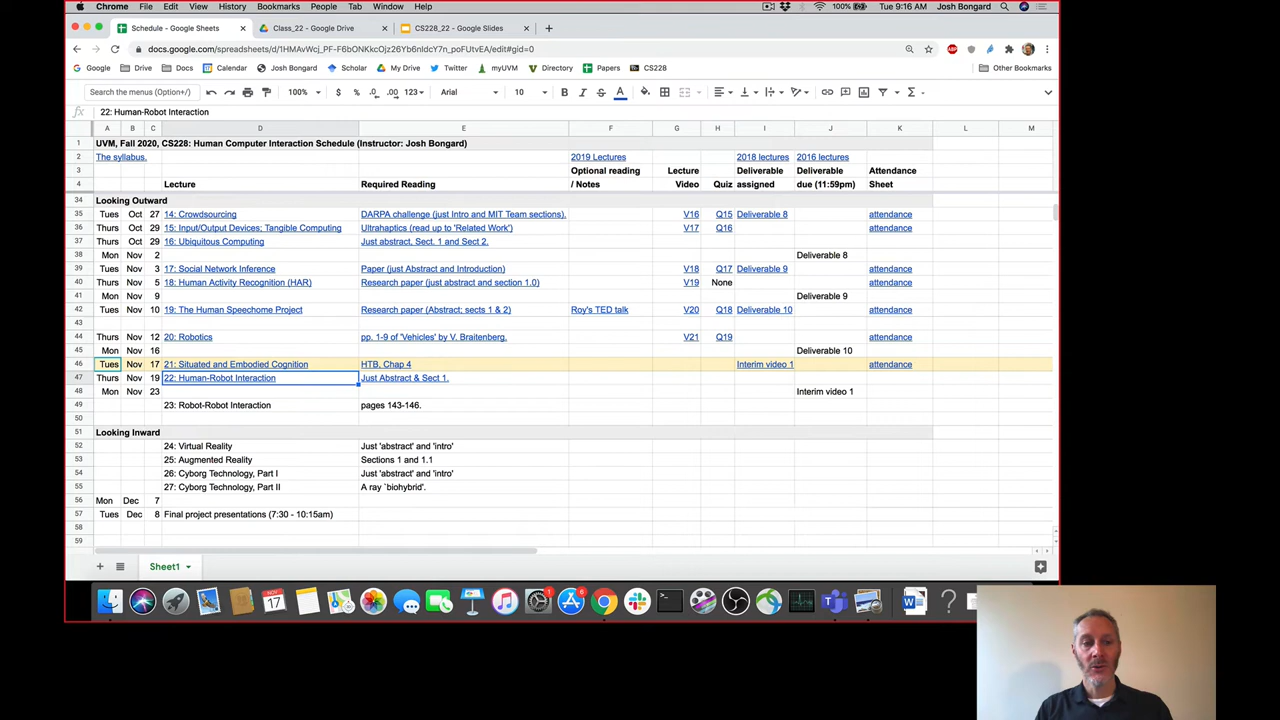 Chrome File Edit View History Bookmarks People Tab Window Help 100% Tue 9:16 AM Josh Bongard
Schedule - Google Sheets Class_22 - Google Drive CS228_22 - Google Slides
docs.google.com/spreadsheets/d/1HMAvWcj_PF-F6bONKkcOjz26Yb6nldcY7n_poFUtvEA/edit#gid=0
Google Drive Docs Calendar Josh Bongard Scholar My Drive Twitter myUVM Directory Papers CS228 Other Bookmarks
Search the menus (Option+/) 100% $ % .0 .00 123 Arial 10 B I S A
fx 22: Human-Robot Interaction
A B C D E F G H I J K L M
1 UVM, Fall 2020, CS228: Human Computer Interaction Schedule (Instructor: Josh Bongard)
2 The syllabus. 2019 Lectures 2018 lectures 2016 lectures
3 Optional reading Lecture Deliverable Deliverable Attendance
4 Lecture Required Reading / Notes Video Quiz assigned due (11:59pm) Sheet
34 Looking Outward
35 Tues Oct 27 14: Crowdsourcing DARPA challenge (just Intro and MIT Team sections). V16 Q15 Deliverable 8 attendance
36 Thurs Oct 29 15: Input/Output Devices; Tangible Computing Ultrahaptics (read up to 'Related Work') V17 Q16 attendance
37 Thurs Oct 29 16: Ubiquitous Computing Just abstract, Sect. 1 and Sect 2.
38 Mon Nov 2 Deliverable 8
39 Tues Nov 3 17: Social Network Inference Paper (just Abstract and Introduction) V18 Q17 Deliverable 9 attendance
40 Thurs Nov 5 18: Human Activity Recognition (HAR) Research paper (just abstract and section 1.0) V19 None attendance
41 Mon Nov 9 Deliverable 9
42 Tues Nov 10 19: The Human Speechome Project Research paper (Abstract; sects 1 & 2) Roy's TED talk V20 Q18 Deliverable 10 attendance
43
44 Thurs Nov 12 20: Robotics pp. 1-9 of 'Vehicles' by V. Braitenberg. V21 Q19 attendance
45 Mon Nov 16 Deliverable 10
46 Tues Nov 17 21: Situated and Embodied Cognition HTB, Chap 4 Interim video 1 attendance
47 Thurs Nov 19 22: Human-Robot Interaction Just Abstract & Sect 1. attendance
48 Mon Nov 23 Interim video 1
49 23: Robot-Robot Interaction pages 143-146.
50
51 Looking Inward
52 24: Virtual Reality Just 'abstract' and 'intro'
53 25: Augmented Reality Sections 1 and 1.1
54 26: Cyborg Technology, Part I Just 'abstract' and 'intro'
55 27: Cyborg Technology, Part II A ray `biohybrid'.
56 Mon Dec 7
57 Tues Dec 8 Final project presentations (7:30 - 10:15am)
58
59
Sheet1